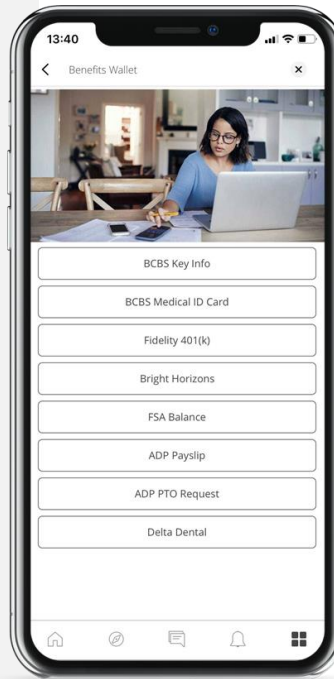 13:40
Benefits Wallet
BCBS Key Info
BCBS Medical ID Card
Fidelity 401(k)
Bright Horizons
FSA Balance
ADP Payslip
ADP PTO Request
Delta Dental